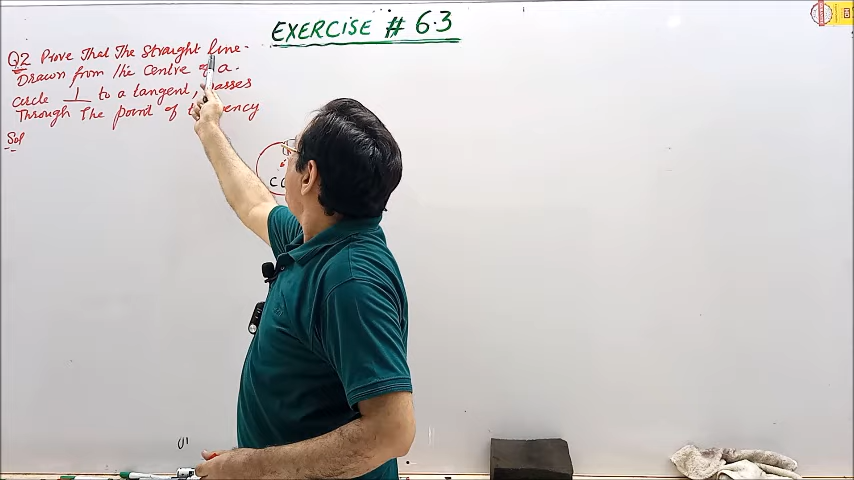 EXERCISE # 6.3
Q2 Prove That The Straight line
Drawn from the Centre of a
circle ⊥ to a tangent, passes
Through The point of
Sol
C